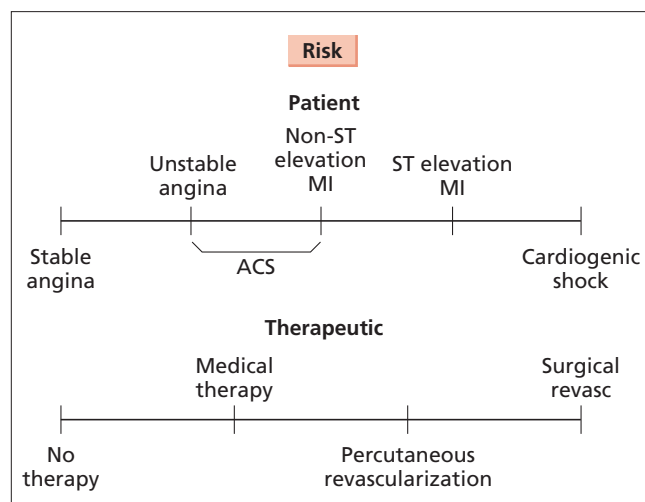 Risk
Patient
Unstable
angina
Non-ST
elevation
MI
ST elevation
MI
Stable
angina
ACS
Cardiogenic
shock
Therapeutic
Medical
therapy
Surgical
revasc
No
therapy
Percutaneous
revascularization